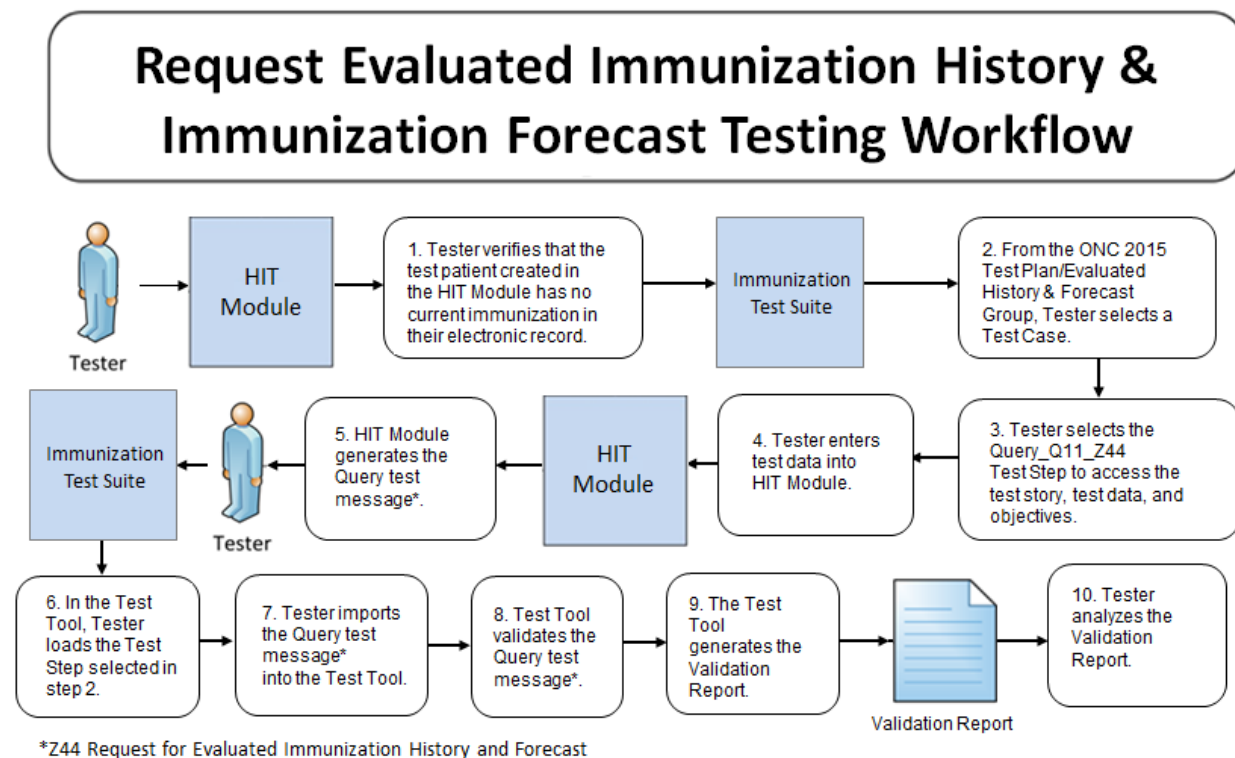 Request Evaluated Immunization History &
Immunization Forecast Testing Workflow
Tester
HIT
Module
1. Tester verifies that the
test patient created in
the HIT Module has no
current immunization in
their electronic record.
Immunization
Test Suite
2. From the ONC 2015
Test Plan/Evaluated
History & Forecast
Group, Tester selects a
Test Case.
3. Tester selects the
Query_Q11_Z44
Test Step to access the
test story, test data, and
objectives.
4. Tester enters
test data into
HIT Module.
HIT
Module
5. HIT Module
generates the
Query test
message*.
Tester
Immunization
Test Suite
6. In the Test
Tool, Tester
loads the Test
Step selected in
step 2.
7. Tester imports
the Query test
message*
into the Test Tool.
8. Test Tool
validates the
Query test
message*.
9. The Test
Tool
generates the
Validation
Report.
Validation Report
10. Tester
analyzes the
Validation
Report.
*Z44 Request for Evaluated Immunization History and Forecast